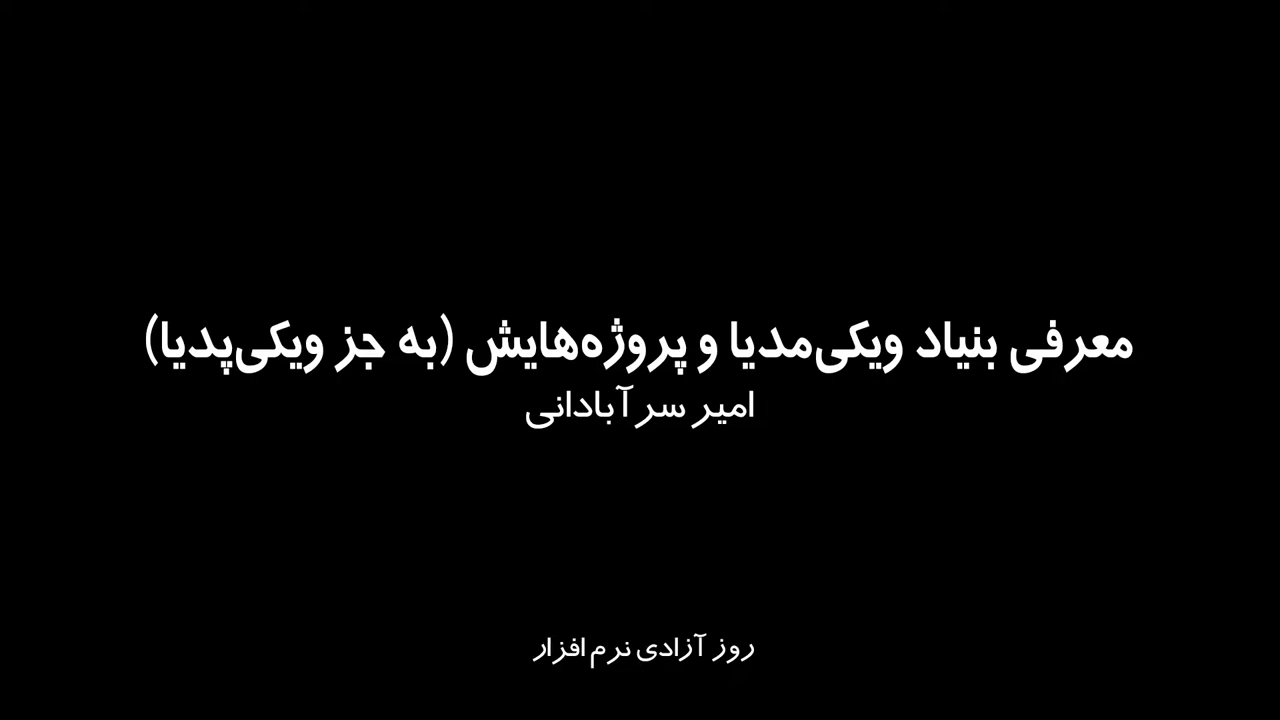 معرفی بنیاد ویکی‌مدیا و پروژه‌هایش (به جز ویکی‌پدیا)
امیر سرآبادانی
روز آزادی نرم افزار